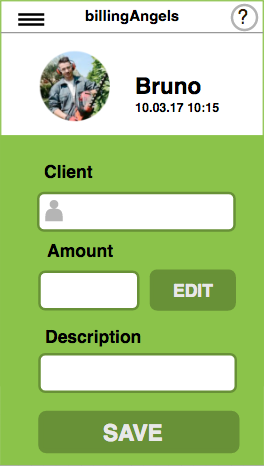 billingAngels
?
Bruno
10.03.17 10:15
Client
Amount
EDIT
Description
SAVE